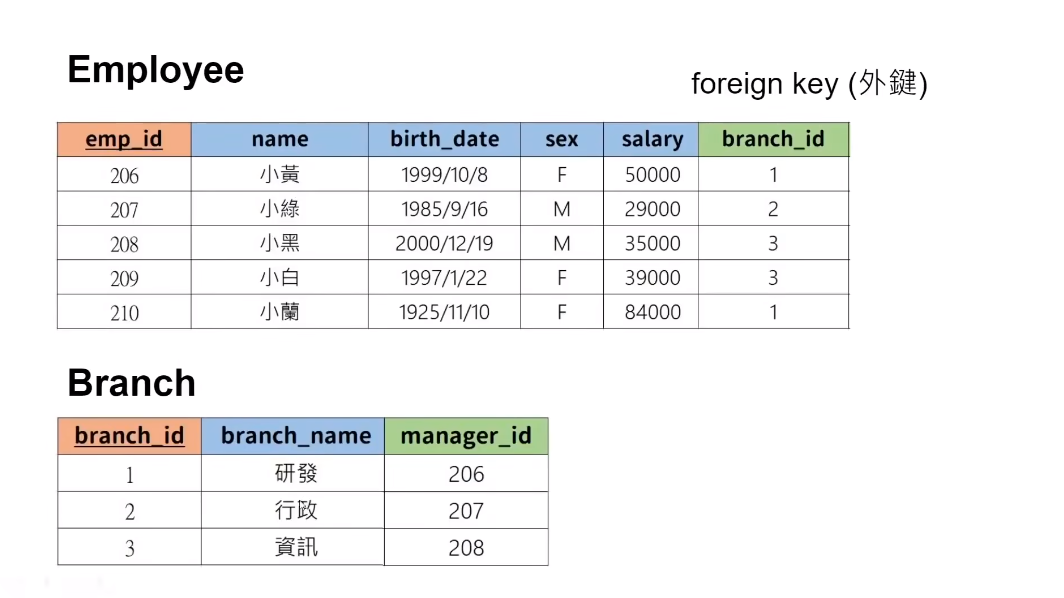 Employee
foreign key (外鍵)
emp_id name birth_date sex salary branch_id
206 小黃 1999/10/8 F 50000 1
207 小綠 1985/9/16 M 29000 2
208 小黑 2000/12/19 M 35000 3
209 小白 1997/1/22 F 39000 3
210 小蘭 1925/11/10 F 84000 1
Branch
branch_id branch_name manager_id
1 研發 206
2 行政 207
3 資訊 208